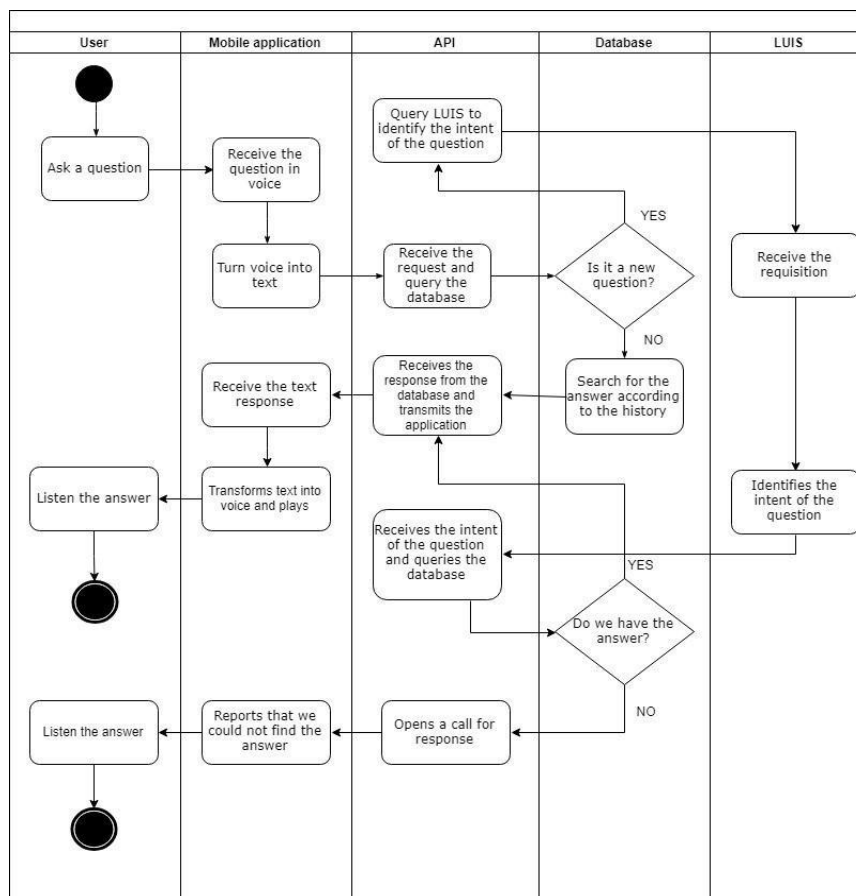 User
Mobile application
API
Database
LUIS
Ask a question
Receive the
question in
voice
Query LUIS to
identify the intent
of the question
YES
Turn voice into
text
Receive the
request and
query the
database
Is it a new
question?
Receive the
requisition
NO
Receive the text
response
Receives the
response from the
database and
transmits the
application
Search for the
answer according
to the history
Listen the answer
Transforms text into
voice and plays
Identifies the
intent of the
question
Receives the intent
of the question
and queries the
database
YES
Do we have the
answer?
NO
Listen the answer
Reports that we
could not find the
answer
Opens a call for
response